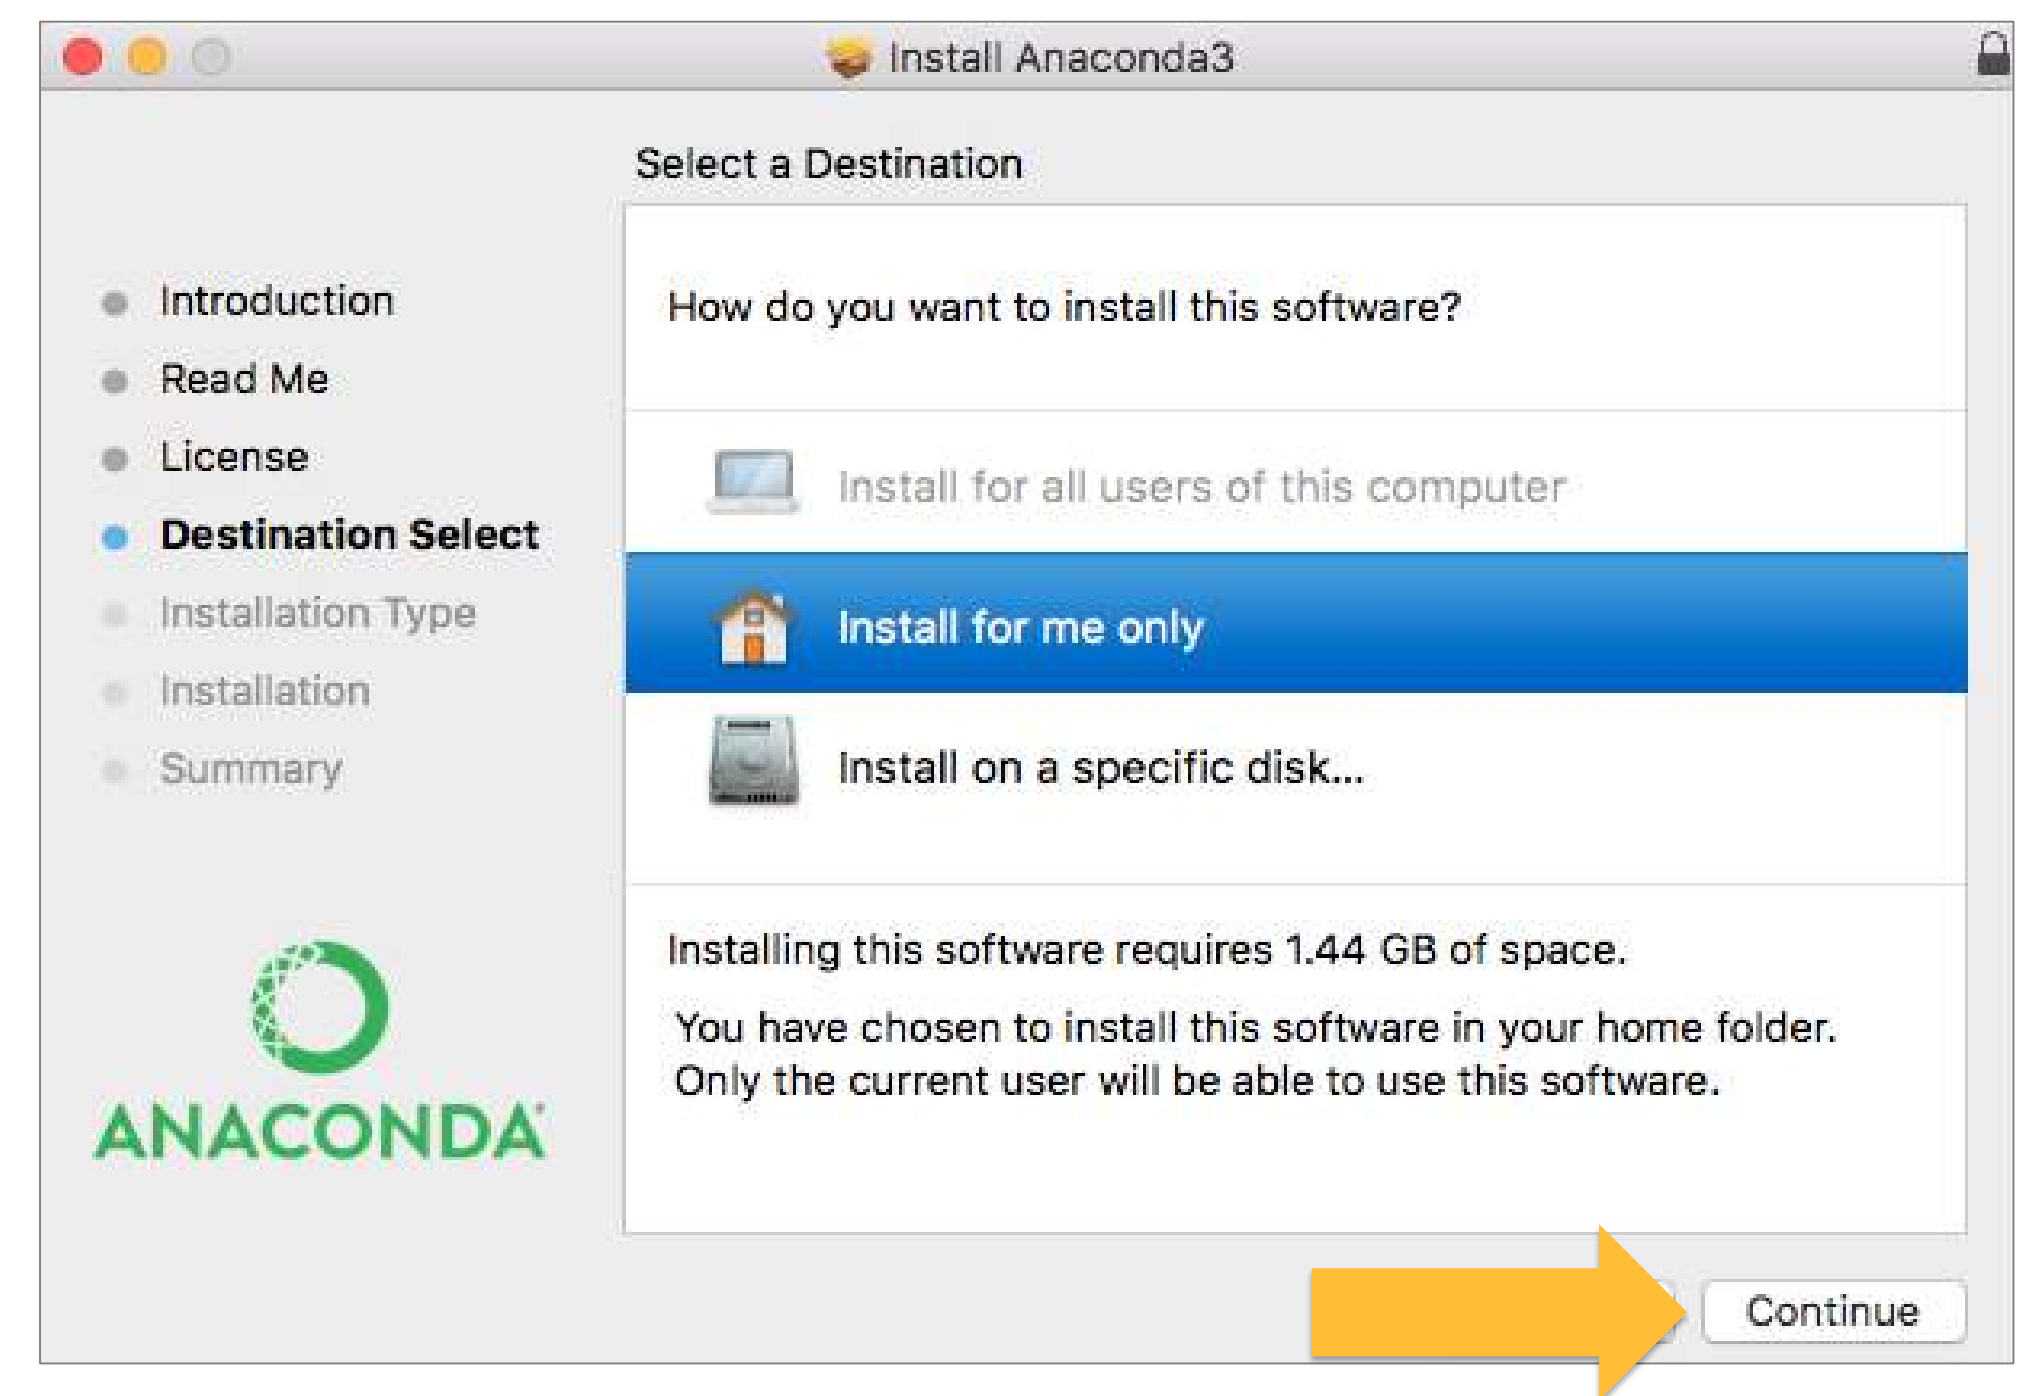 Install Anaconda3
Select a Destination
Introduction
Read Me
License
Destination Select
Installation Type
Installation
Summary
ANACONDA
How do you want to install this software?
Install for all users of this computer
Install for me only
Install on a specific disk...
Installing this software requires 1.44 GB of space.
You have chosen to install this software in your home folder.
Only the current user will be able to use this software.
Continue